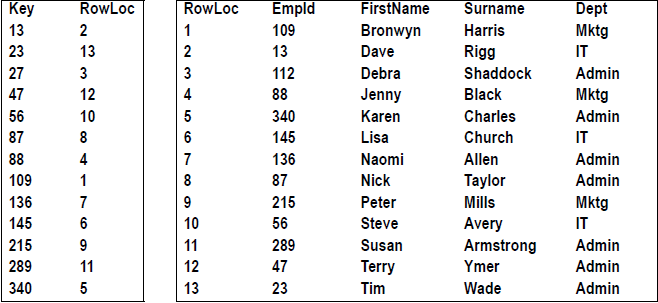 Key RowLoc
13 2
23 13
27 3
47 12
56 10
87 8
88 4
109 1
136 7
145 6
215 9
289 11
340 5
RowLoc EmpId FirstName Surname Dept
1 109 Bronwyn Harris Mktg
2 13 Dave Rigg IT
3 112 Debra Shaddock Admin
4 88 Jenny Black Mktg
5 340 Karen Charles Admin
6 145 Lisa Church IT
7 136 Naomi Allen Admin
8 87 Nick Taylor Admin
9 215 Peter Mills Mktg
10 56 Steve Avery IT
11 289 Susan Armstrong Admin
12 47 Terry Ymer Admin
13 23 Tim Wade Admin